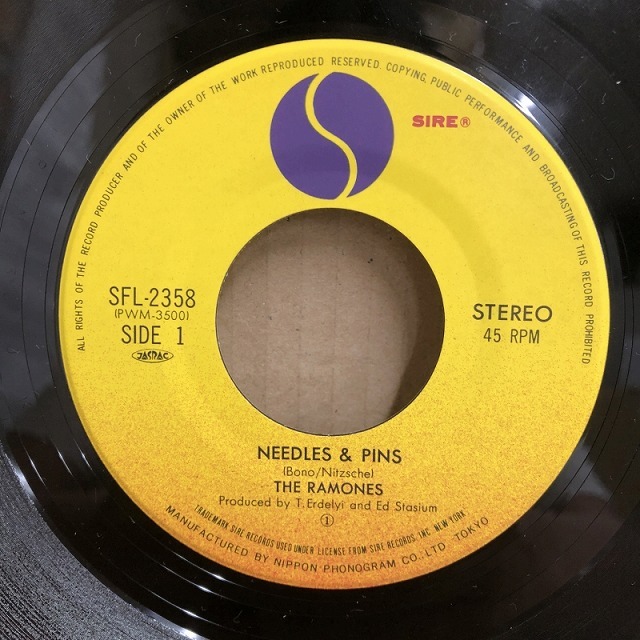 ALL RIGHTS OF THE RECORD PRODUCER AND OF THE OWNER OF THE WORK REPRODUCED RESERVED. COPYING, PUBLIC PERFORMANCE AND BROADCASTING OF THIS RECORD PROHIBITED
SIRE®
SFL-2358
(PWM-3500)
SIDE 1
JASRAC
STEREO
45 RPM
NEEDLES & PINS
(Bono/Nitzsche)
THE RAMONES
Produced by T.Erdelyi and Ed Stasium
①
TRADEMARK SIRE RECORDS USED UNDER LICENSE FROM SIRE RECORDS, INC. NEW YORK
MANUFACTURED BY NIPPON PHONOGRAM CO., LTD. TOKYO